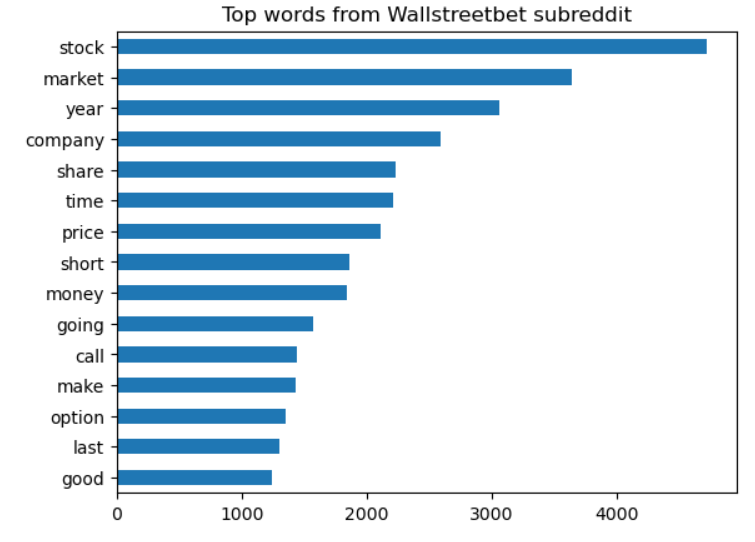 Top words from Wallstreetbet subreddit
stock
market
year
company
share
time
price
short
money
going
call
make
option
last
good
0 1000 2000 3000 4000